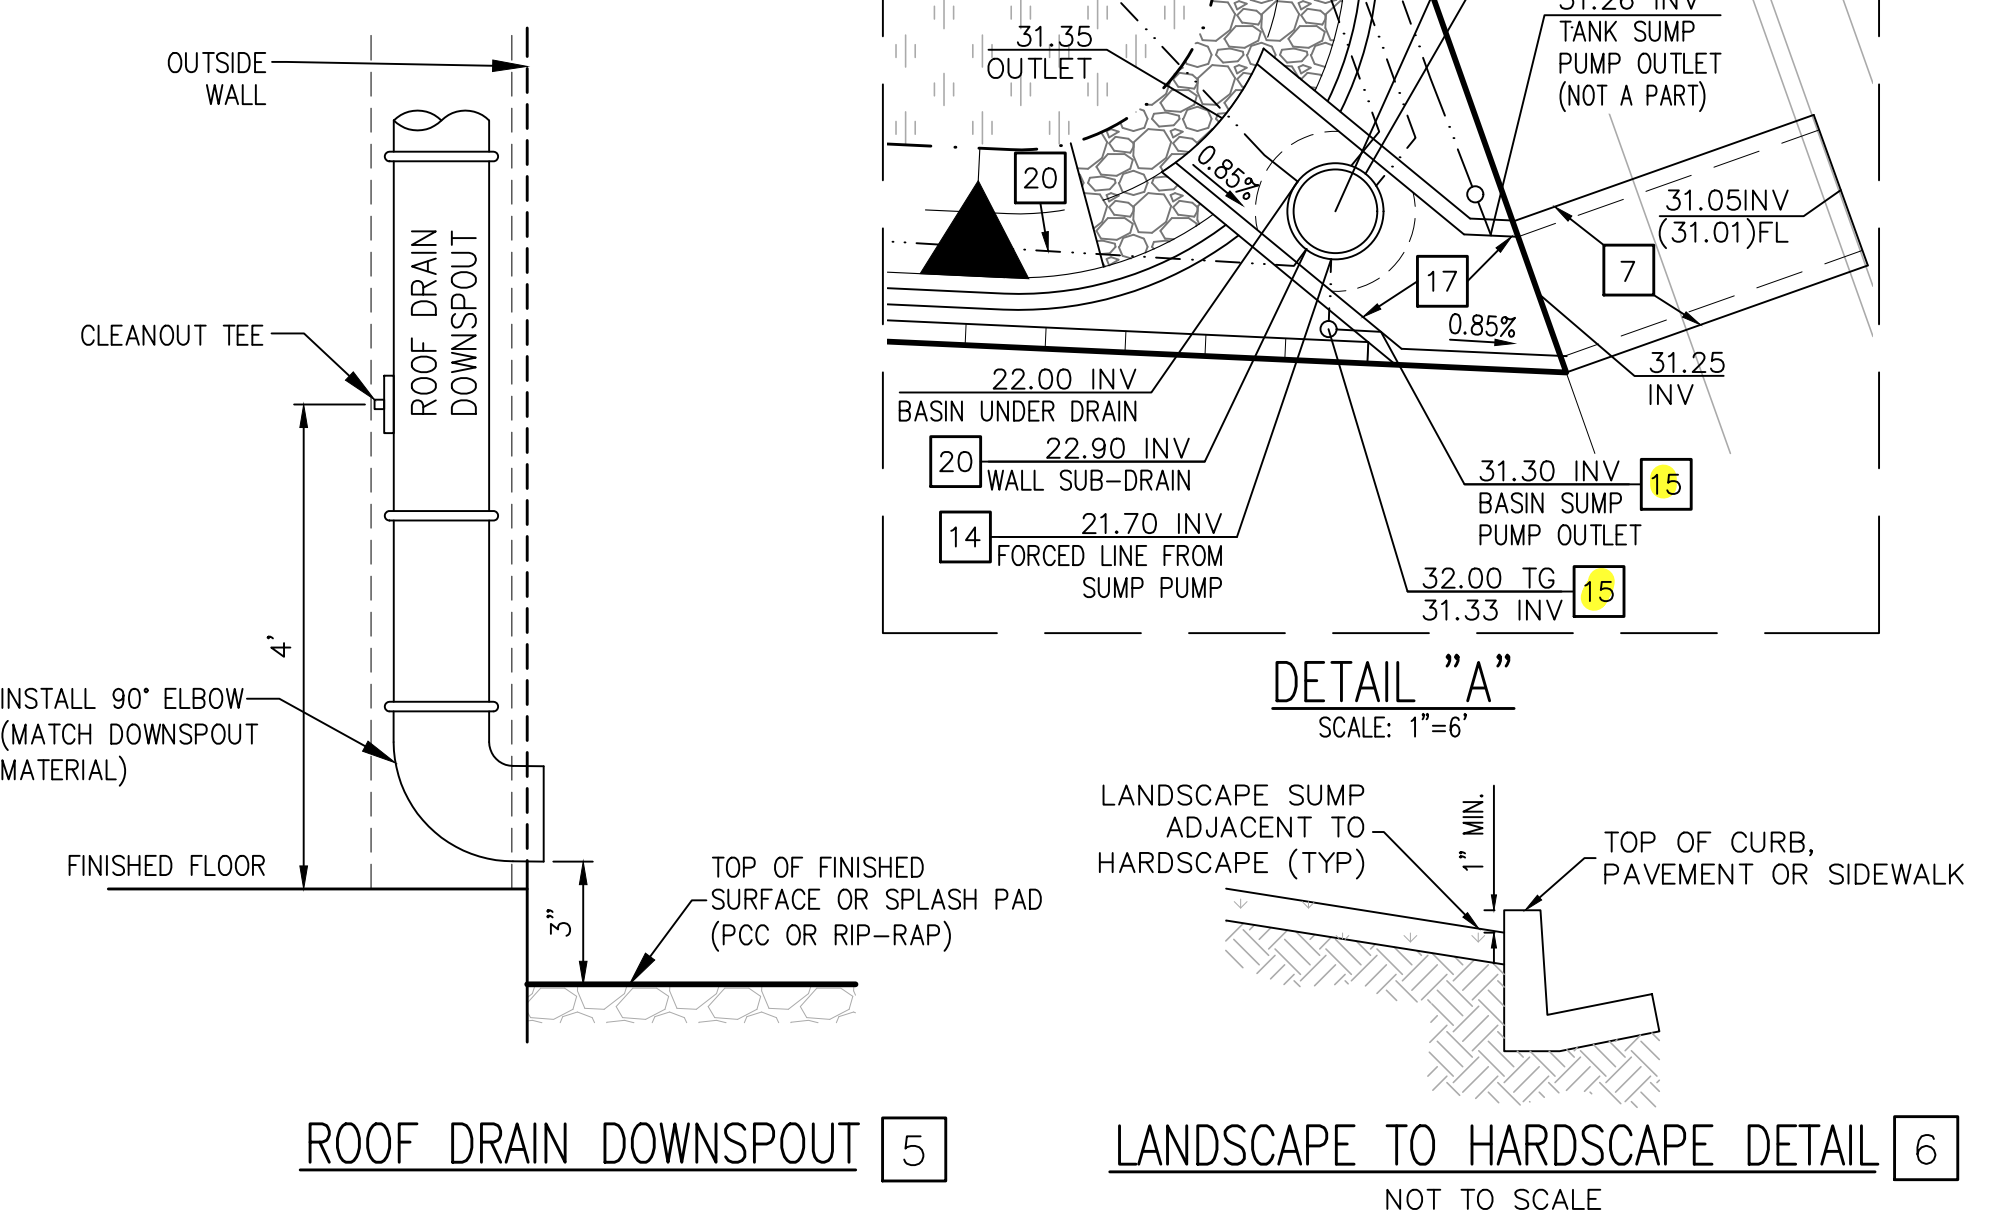 OUTSIDE
WALL
ROOF DRAIN
DOWNSPOUT
CLEANOUT TEE
4'
INSTALL 90° ELBOW
(MATCH DOWNSPOUT
MATERIAL)
FINISHED FLOOR
3"
TOP OF FINISHED
SURFACE OR SPLASH PAD
(PCC OR RIP-RAP)
ROOF DRAIN DOWNSPOUT 5
31.35
OUTLET
31.26 INV
TANK SUMP
PUMP OUTLET
(NOT A PART)
20
0.85%
31.05INV
(31.01)FL
7
17
0.85%
31.25
INV
22.00 INV
BASIN UNDER DRAIN
20 22.90 INV
WALL SUB-DRAIN
14 21.70 INV
FORCED LINE FROM
SUMP PUMP
31.30 INV 15
BASIN SUMP
PUMP OUTLET
32.00 TG 15
31.33 INV
DETAIL "A"
SCALE: 1"=6'
LANDSCAPE SUMP
ADJACENT TO
HARDSCAPE (TYP)
1" MIN.
TOP OF CURB,
PAVEMENT OR SIDEWALK
LANDSCAPE TO HARDSCAPE DETAIL 6
NOT TO SCALE